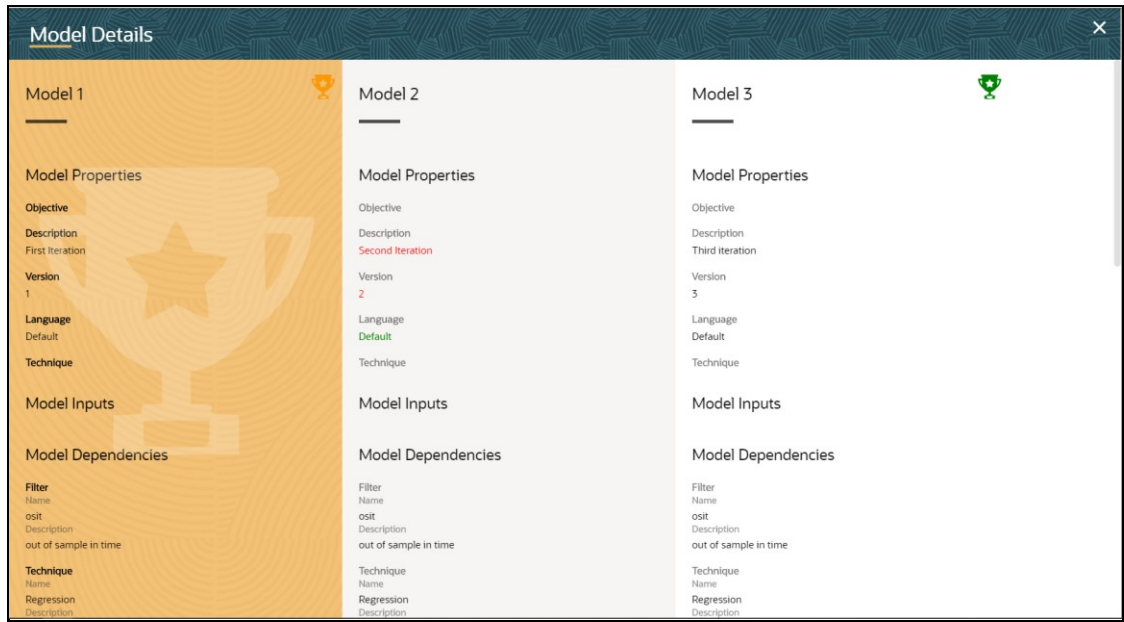 Model Details
Model 1
Model Properties
Objective
Description
First Iteration
Version
1
Language
Default
Technique
Model Inputs
Model Dependencies
Filter
Name
osit
Description
out of sample in time
Technique
Name
Regression
Description
Model 2
Model Properties
Objective
Description
Second Iteration
Version
2
Language
Default
Technique
Model Inputs
Model Dependencies
Filter
Name
osit
Description
out of sample in time
Technique
Name
Regression
Description
Model 3
Model Properties
Objective
Description
Third iteration
Version
3
Language
Default
Technique
Model Inputs
Model Dependencies
Filter
Name
osit
Description
out of sample in time
Technique
Name
Regression
Description